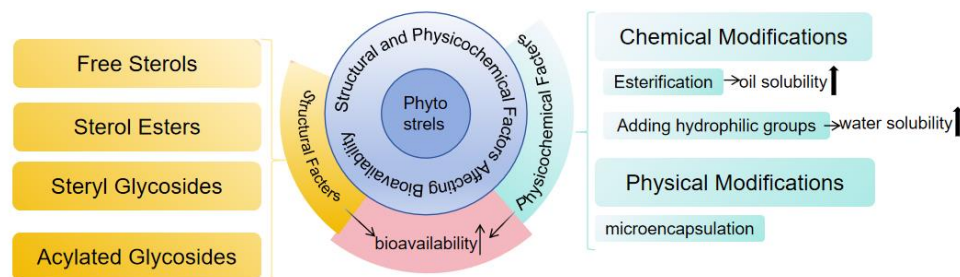 Free Sterols
Sterol Esters
Steryl Glycosides
Acylated Glycosides
Structural Facters
Structural and Physicochemical Factors Affecting Bioavailability
Phyto
strels
Physicochemical Facters
bioavailability
Chemical Modifications
Esterification
oil solubility
Adding hydrophilic groups
water solubility
Physical Modifications
microencapsulation